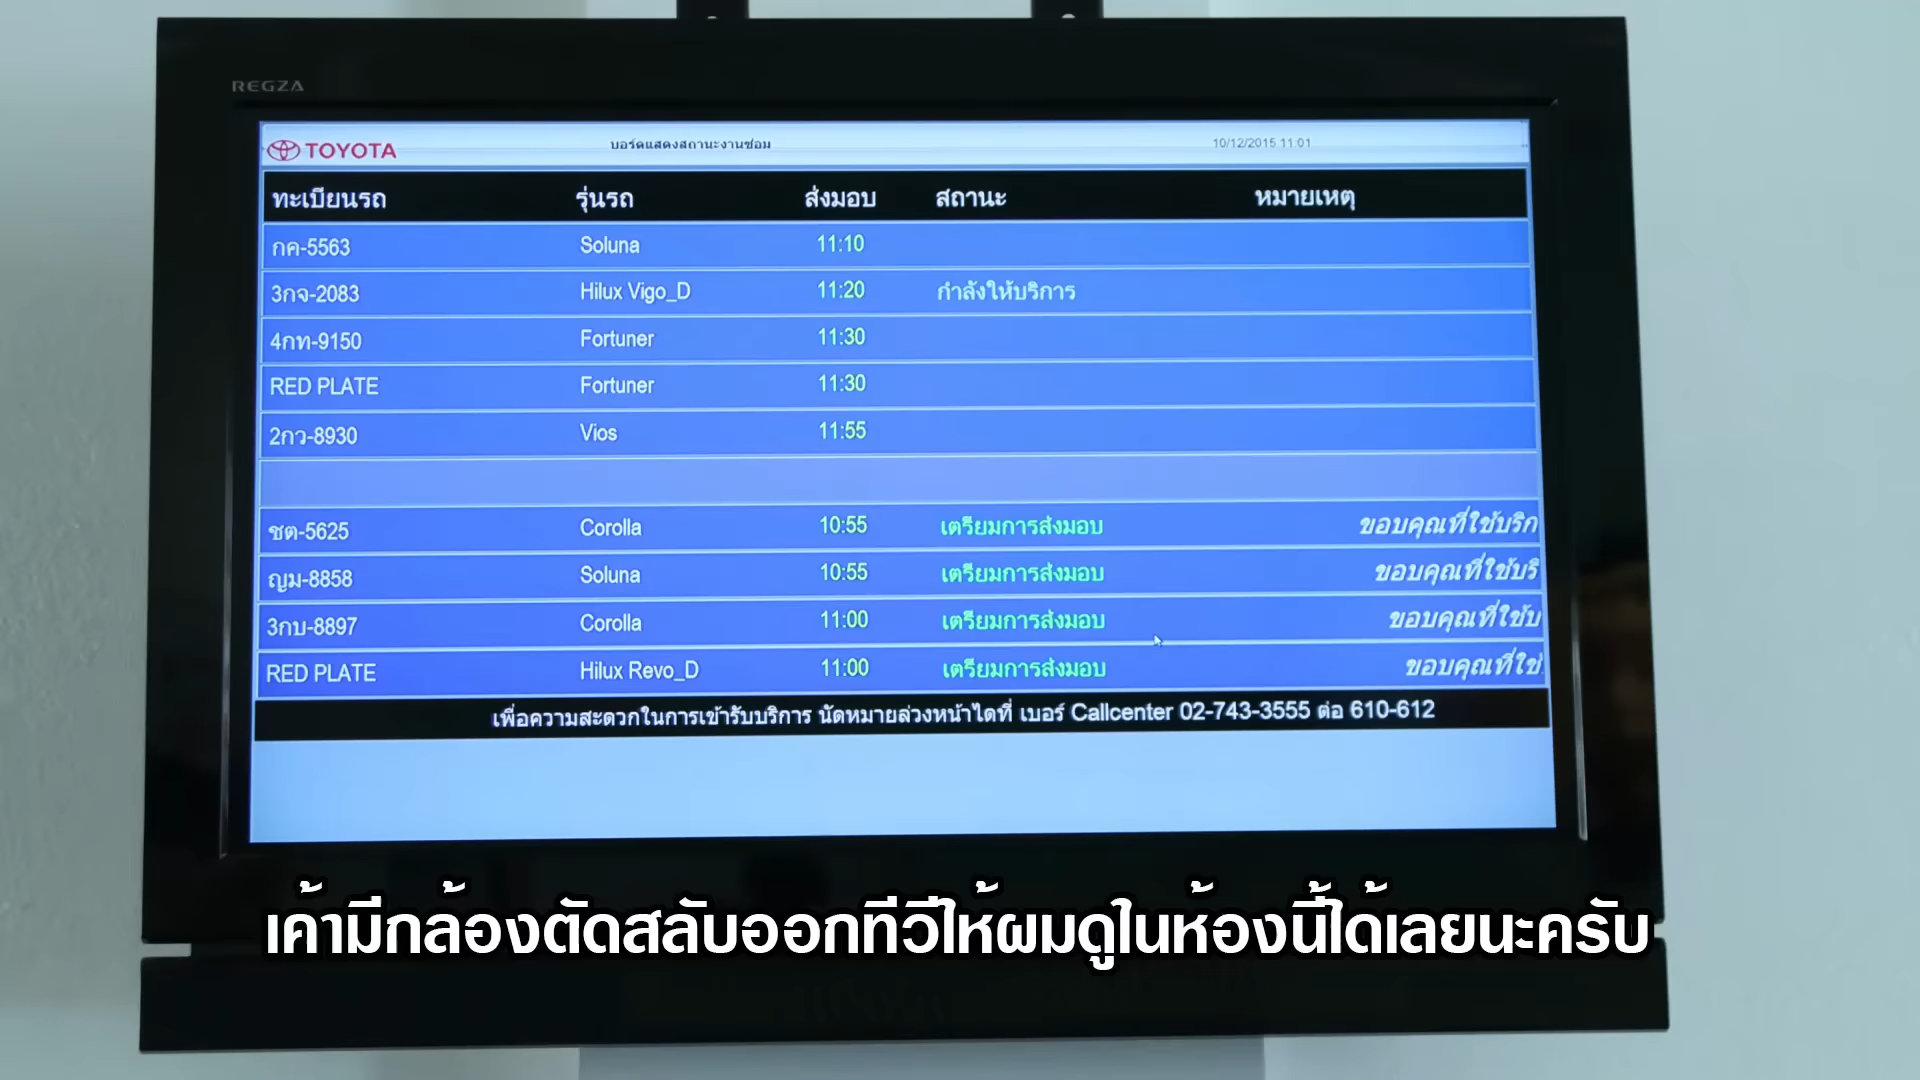 REGZA
TOYOTA บอร์ดแสดงสถานะงานซ่อม 10/12/2015 11:01
ทะเบียนรถ รุ่นรถ ส่งมอบ สถานะ หมายเหตุ
กค-5563 Soluna 11:10
3กจ-2083 Hilux Vigo_D 11:20 กำลังให้บริการ
4กท-9150 Fortuner 11:30
RED PLATE Fortuner 11:30
2กว-8930 Vios 11:55
ชต-5625 Corolla 10:55 เตรียมการส่งมอบ ขอบคุณที่ใช้บริก
ญม-8858 Soluna 10:55 เตรียมการส่งมอบ ขอบคุณที่ใช้บริ
3กบ-8897 Corolla 11:00 เตรียมการส่งมอบ ขอบคุณที่ใช้บ
RED PLATE Hilux Revo_D 11:00 เตรียมการส่งมอบ ขอบคุณที่ใช้
เพื่อความสะดวกในการเข้ารับบริการ นัดหมายล่วงหน้าได้ที่ เบอร์ Callcenter 02-743-3555 ต่อ 610-612
เค้ามีกล้องตัดสลับออกทีวีให้ผมดูในห้องนี้ได้เลยนะครับ